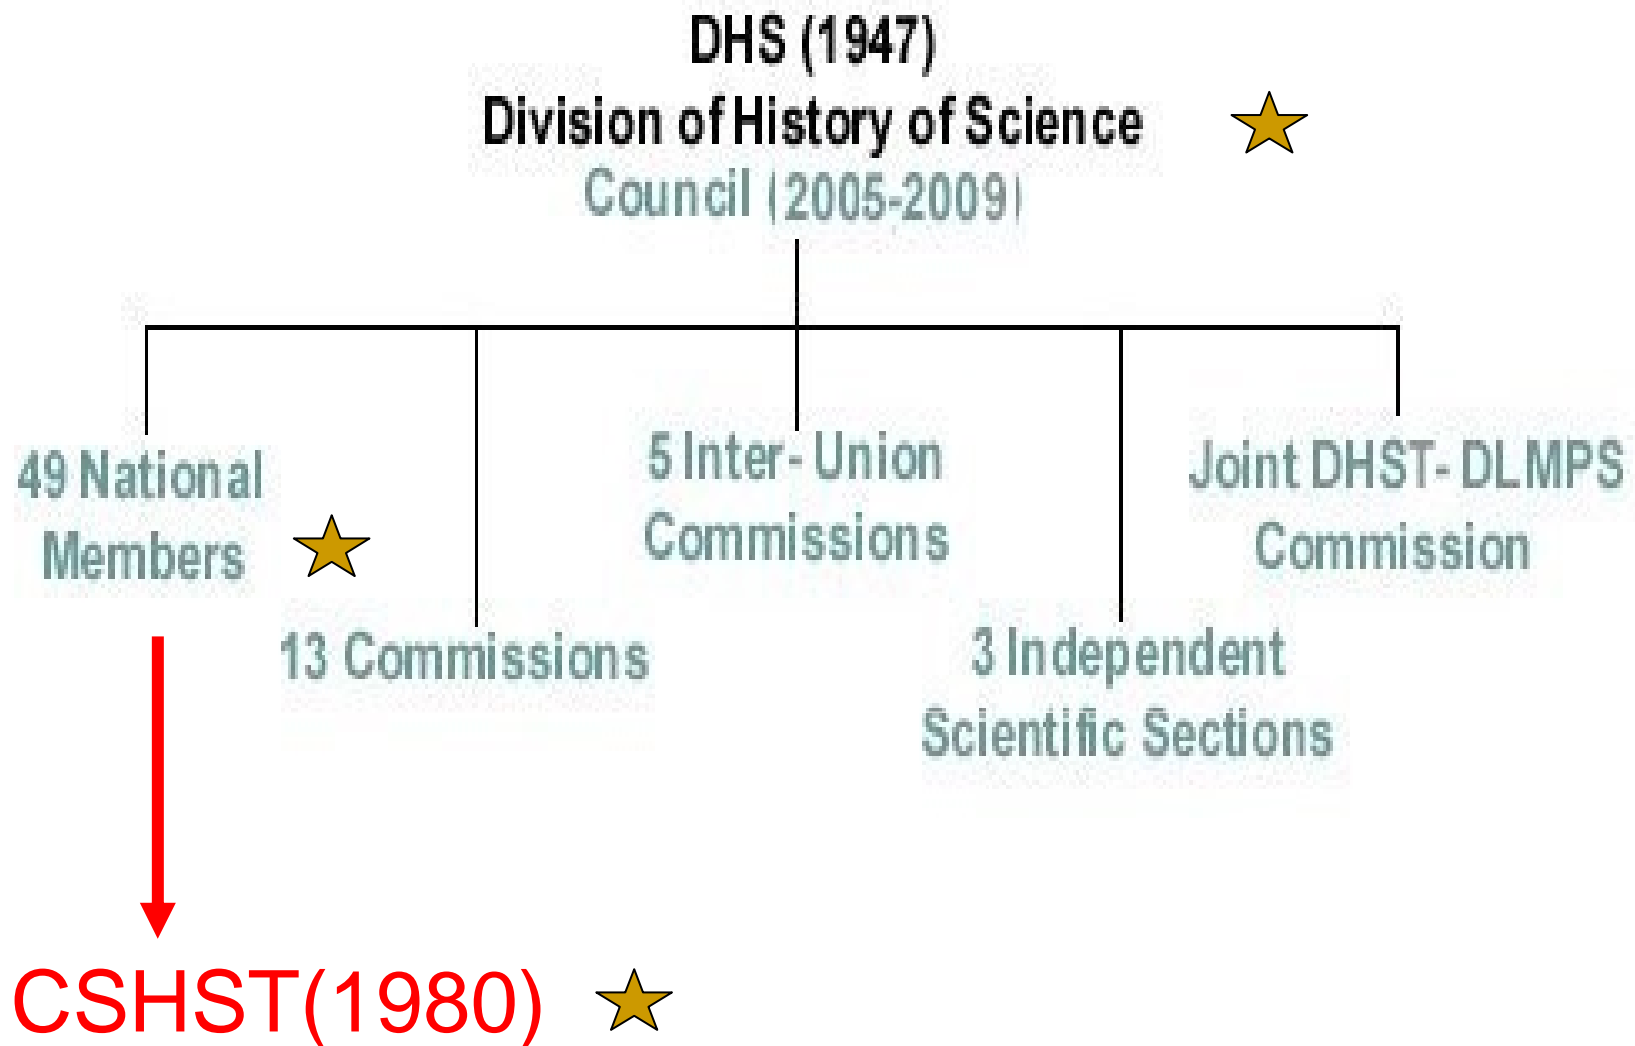 DHS (1947)
Division of History of Science
Council (2005-2009)
49 National
Members
13 Commissions
5 Inter- Union
Commissions
3 Independent
Scientific Sections
Joint DHST- DLMPS
Commission
CSHST(1980)